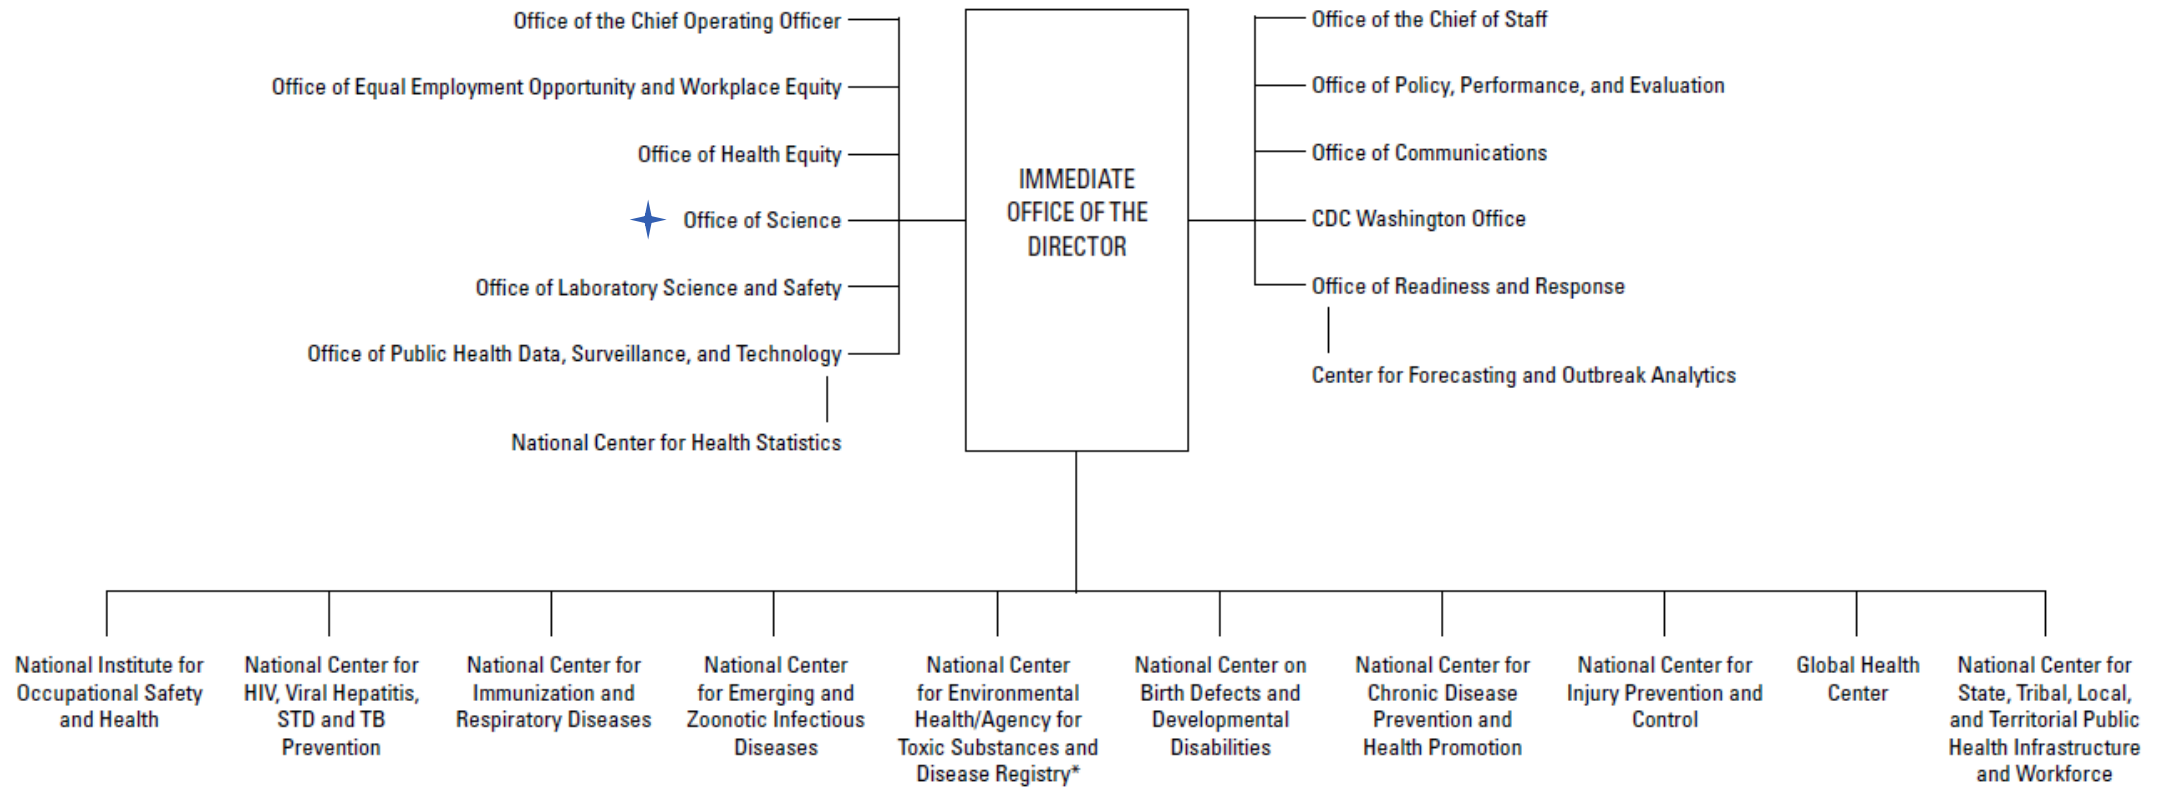 Office of the Chief Operating Officer
Office of Equal Employment Opportunity and Workplace Equity
Office of Health Equity
Office of Science
Office of Laboratory Science and Safety
Office of Public Health Data, Surveillance, and Technology
National Center for Health Statistics
IMMEDIATE
OFFICE OF THE
DIRECTOR
Office of the Chief of Staff
Office of Policy, Performance, and Evaluation
Office of Communications
CDC Washington Office
Office of Readiness and Response
Center for Forecasting and Outbreak Analytics
National Institute for
Occupational Safety
and Health
National Center for
HIV, Viral Hepatitis,
STD and TB
Prevention
National Center for
Immunization and
Respiratory Diseases
National Center
for Emerging and
Zoonotic Infectious
Diseases
National Center
for Environmental
Health/Agency for
Toxic Substances and
Disease Registry*
National Center on
Birth Defects and
Developmental
Disabilities
National Center for
Chronic Disease
Prevention and
Health Promotion
National Center for
Injury Prevention and
Control
Global Health
Center
National Center for
State, Tribal, Local,
and Territorial Public
Health Infrastructure
and Workforce